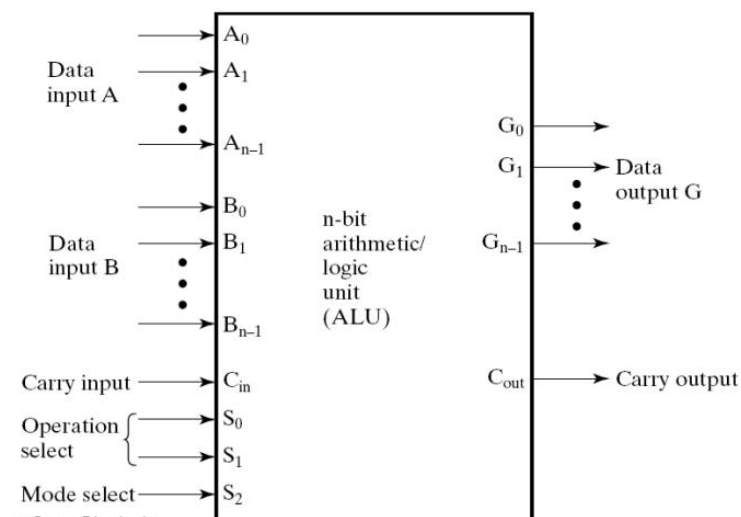 A₀
Data
input A
A₁
Aₙ₋₁
B₀
Data
input B
B₁
Bₙ₋₁
n-bit
arithmetic/
logic
unit
(ALU)
G₀
G₁
Data
output G
Gₙ₋₁
Carry input
Cᵢₙ
Cₒᵤₜ
Carry output
Operation
select
S₀
S₁
Mode select
S₂